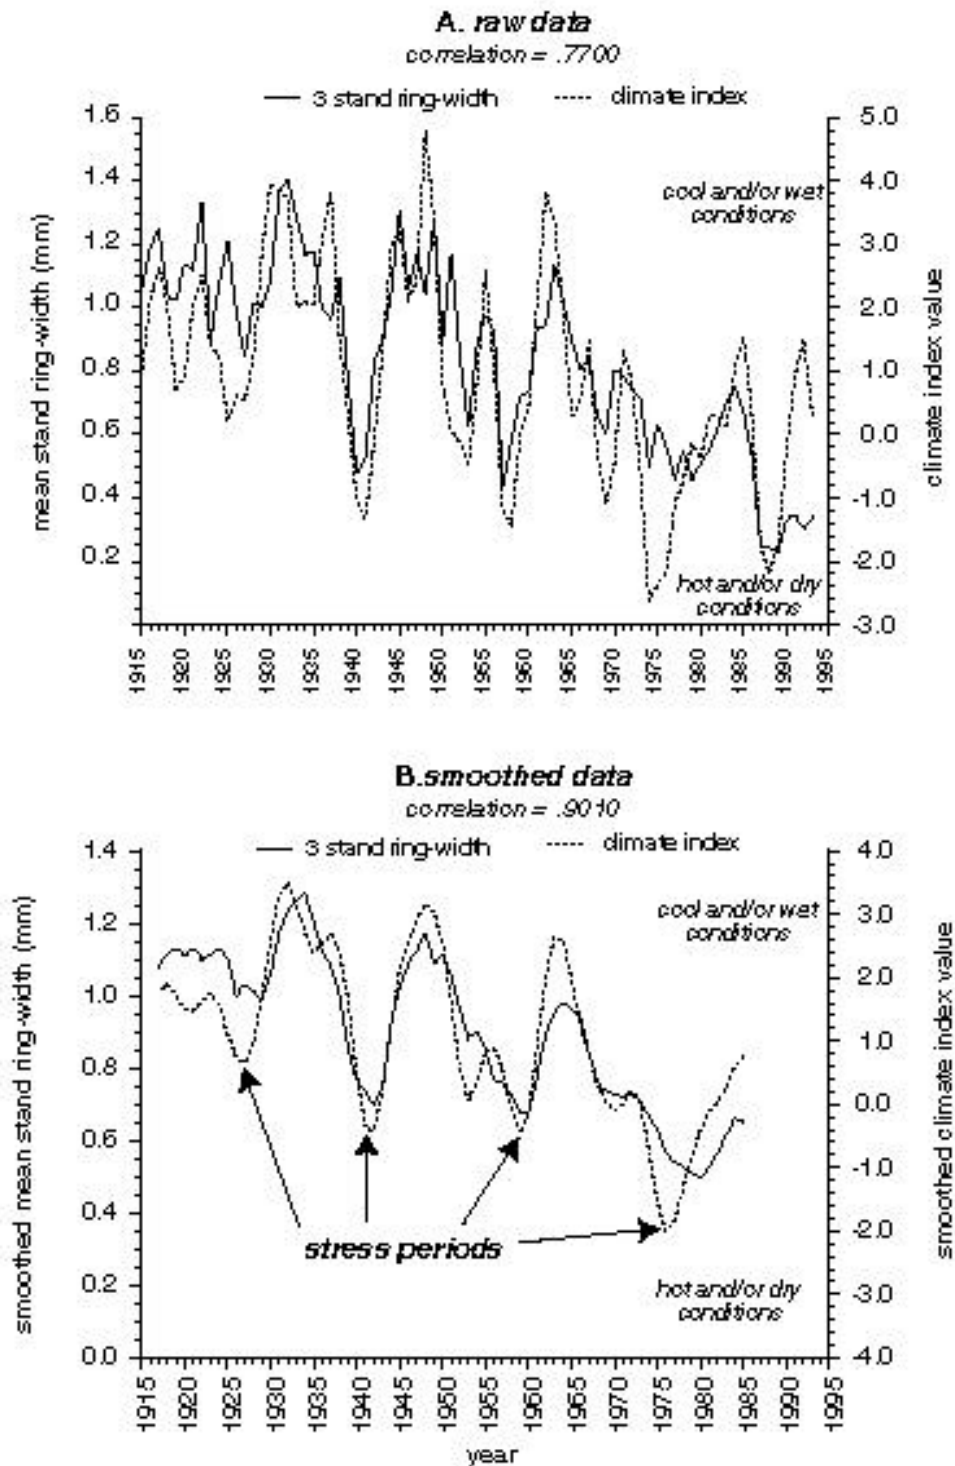 A. raw data
correlation = .7700
3 stand ring-width climate index
1.6 5.0
1.4 4.0
1.2 3.0
1.0 2.0
0.8 1.0
0.6 0.0
0.4 -1.0
0.2 -2.0
-3.0
mean stand ring-width (mm)
climate index value
cool and/or wet
conditions
hot and/or dry
conditions
1915 1920 1925 1930 1935 1940 1945 1950 1955 1960 1965 1970 1975 1980 1985 1990 1995
B. smoothed data
correlation = .9010
3 stand ring-width climate index
1.4 4.0
1.2 3.0
1.0 2.0
0.8 1.0
0.6 0.0
0.4 -1.0
0.2 -2.0
0.0 -3.0
-4.0
smoothed mean stand ring-width (mm)
smoothed climate index value
cool and/or wet
conditions
stress periods
hot and/or dry
conditions
1915 1920 1925 1930 1935 1940 1945 1950 1955 1960 1965 1970 1975 1980 1985 1990 1995
year